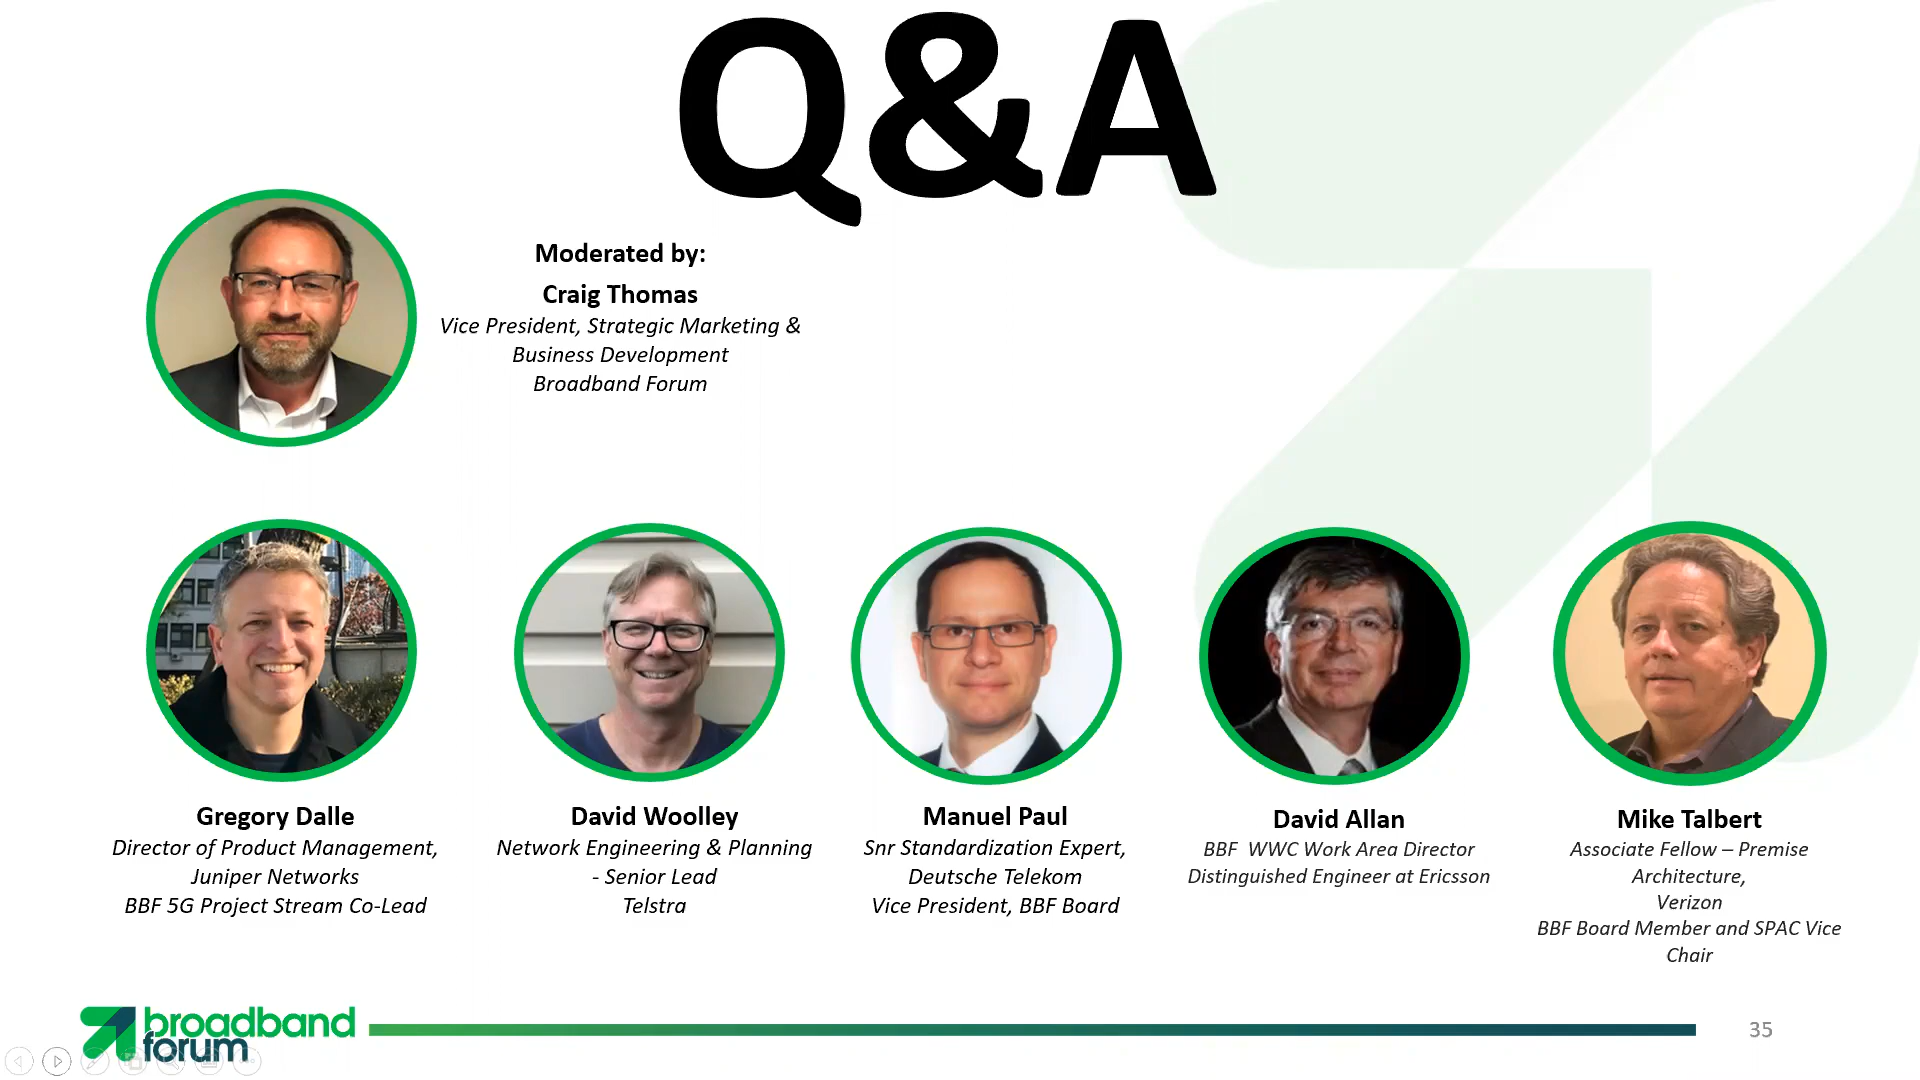 Q&A
Moderated by:
Craig Thomas
Vice President, Strategic Marketing &
Business Development
Broadband Forum
Gregory Dalle
Director of Product Management,
Juniper Networks
BBF 5G Project Stream Co-Lead
David Woolley
Network Engineering & Planning
- Senior Lead
Telstra
Manuel Paul
Snr Standardization Expert,
Deutsche Telekom
Vice President, BBF Board
David Allan
BBF  WWC Work Area Director
Distinguished Engineer at Ericsson
Mike Talbert
Associate Fellow – Premise
Architecture,
Verizon
BBF Board Member and SPAC Vice
Chair
broadband
forum
35